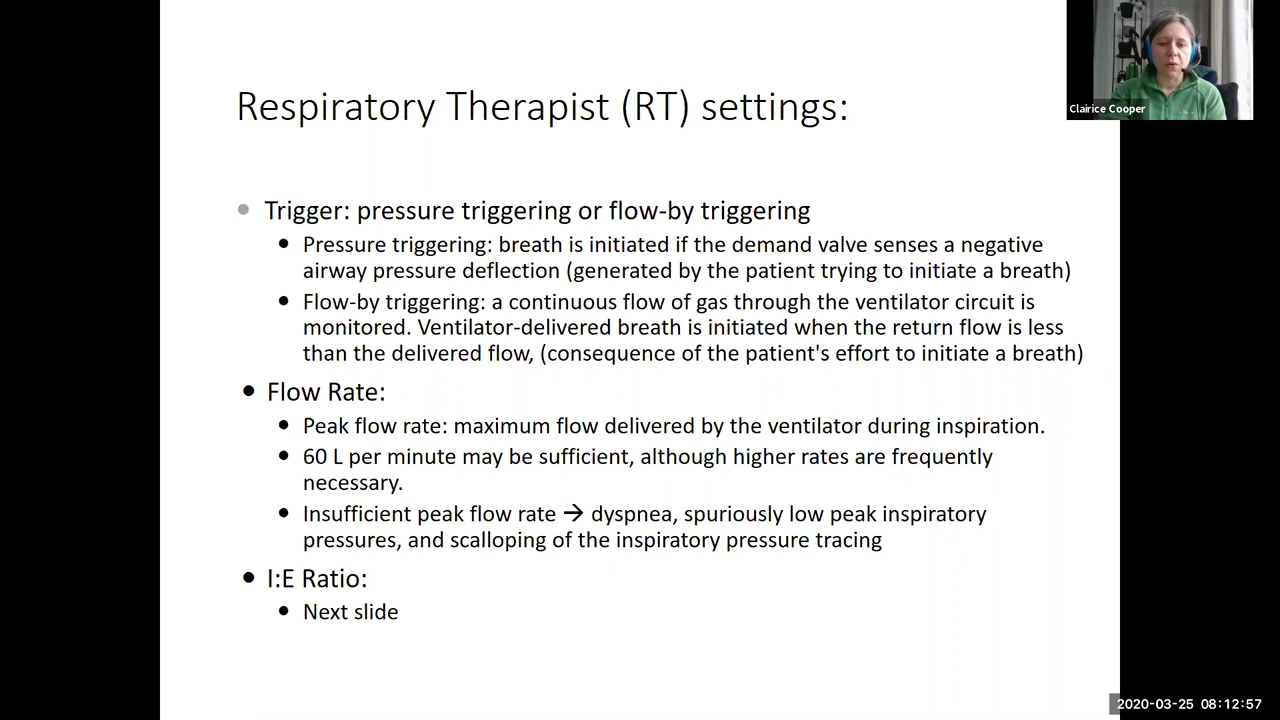 Clairice Cooper
Respiratory Therapist (RT) settings:
• Trigger: pressure triggering or flow-by triggering
• Pressure triggering: breath is initiated if the demand valve senses a negative
airway pressure deflection (generated by the patient trying to initiate a breath)
• Flow-by triggering: a continuous flow of gas through the ventilator circuit is
monitored. Ventilator-delivered breath is initiated when the return flow is less
than the delivered flow, (consequence of the patient's effort to initiate a breath)
• Flow Rate:
• Peak flow rate: maximum flow delivered by the ventilator during inspiration.
• 60 L per minute may be sufficient, although higher rates are frequently
necessary.
• Insufficient peak flow rate → dyspnea, spuriously low peak inspiratory
pressures, and scalloping of the inspiratory pressure tracing
• I:E Ratio:
• Next slide
2020-03-25 08:12:57